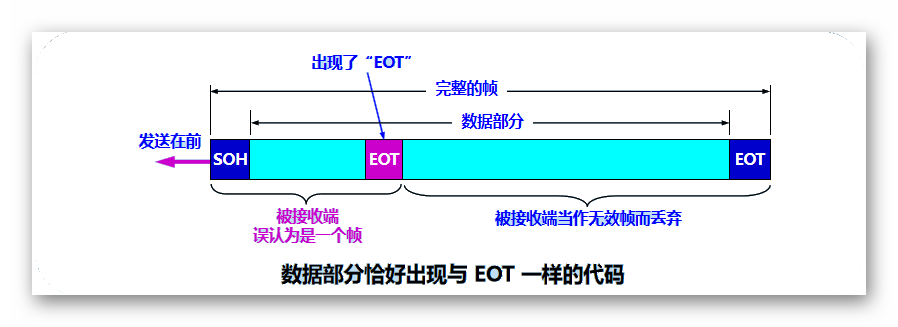 出现了“EOT”
完整的帧
数据部分
发送在前
SOH
EOT
EOT
被接收端
误认为是一个帧
被接收端当作无效帧而丢弃
数据部分恰好出现与 EOT 一样的代码